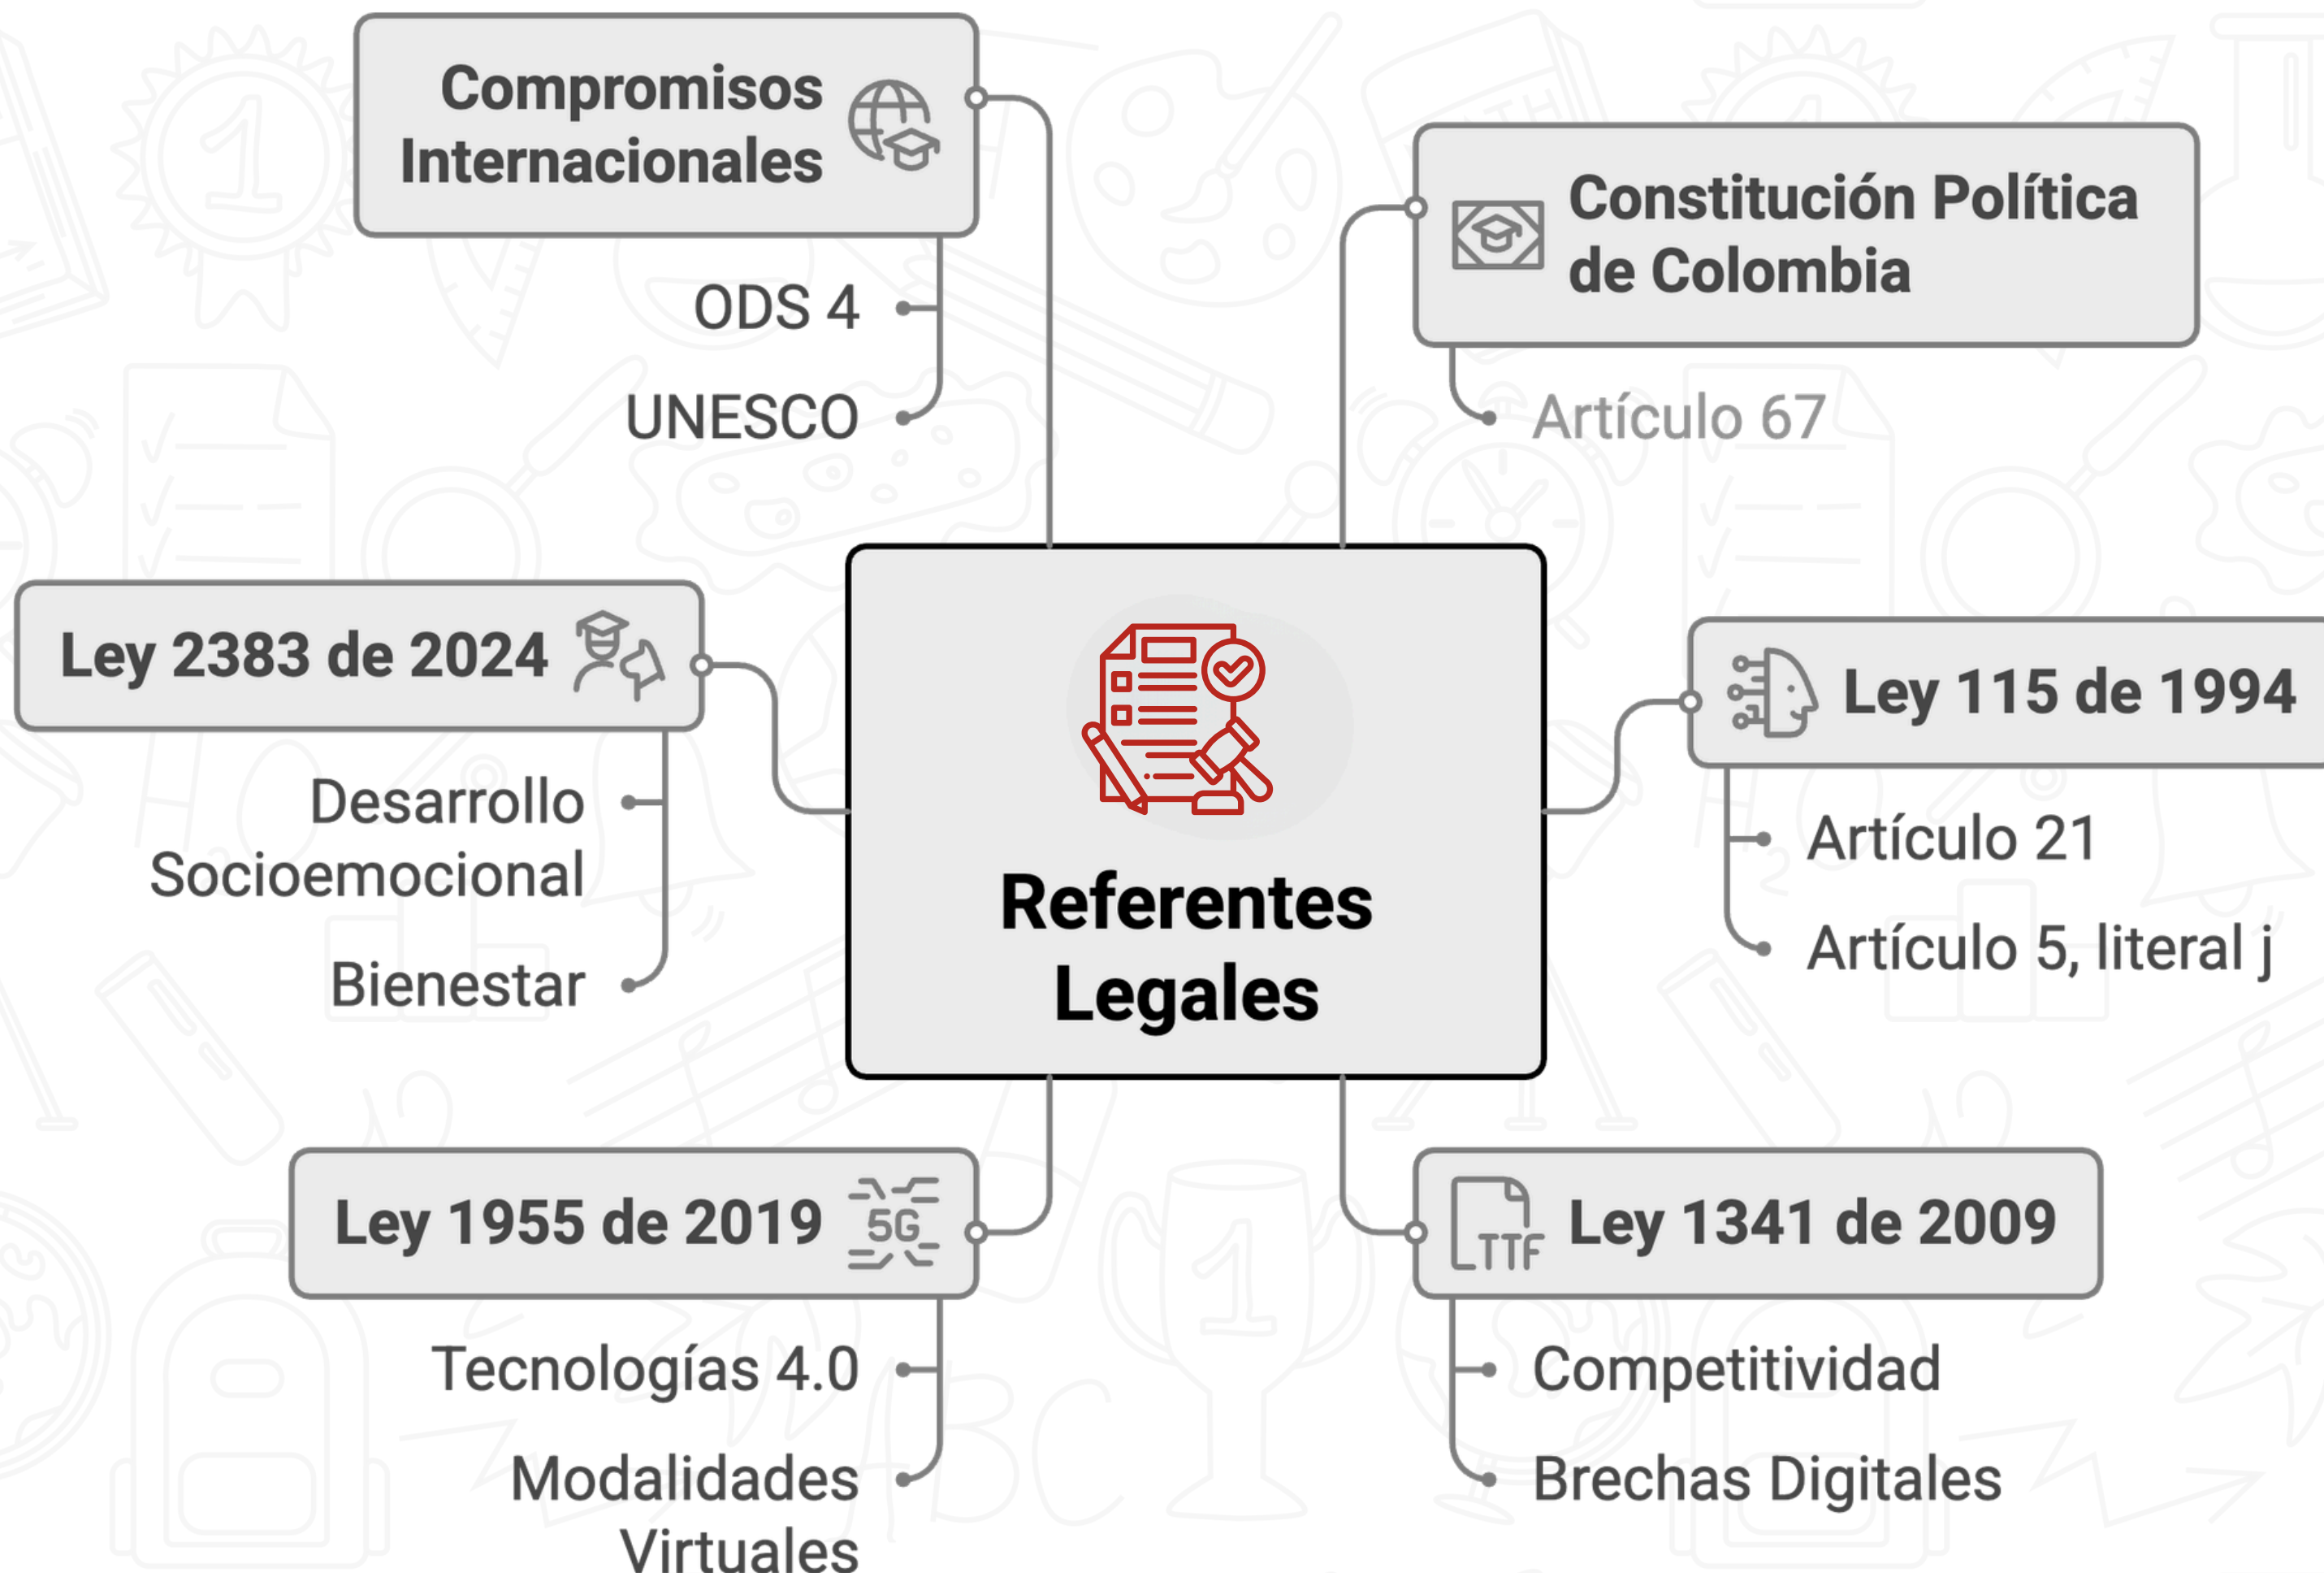 Compromisos
Internacionales
ODS 4
UNESCO
Constitución Política
de Colombia
Artículo 67
Ley 2383 de 2024
Desarrollo
Socioemocional
Bienestar
Referentes
Legales
Ley 115 de 1994
Artículo 21
Artículo 5, literal j
Ley 1955 de 2019
5G
Tecnologías 4.0
Modalidades
Virtuales
TTF
Ley 1341 de 2009
Competitividad
Brechas Digitales